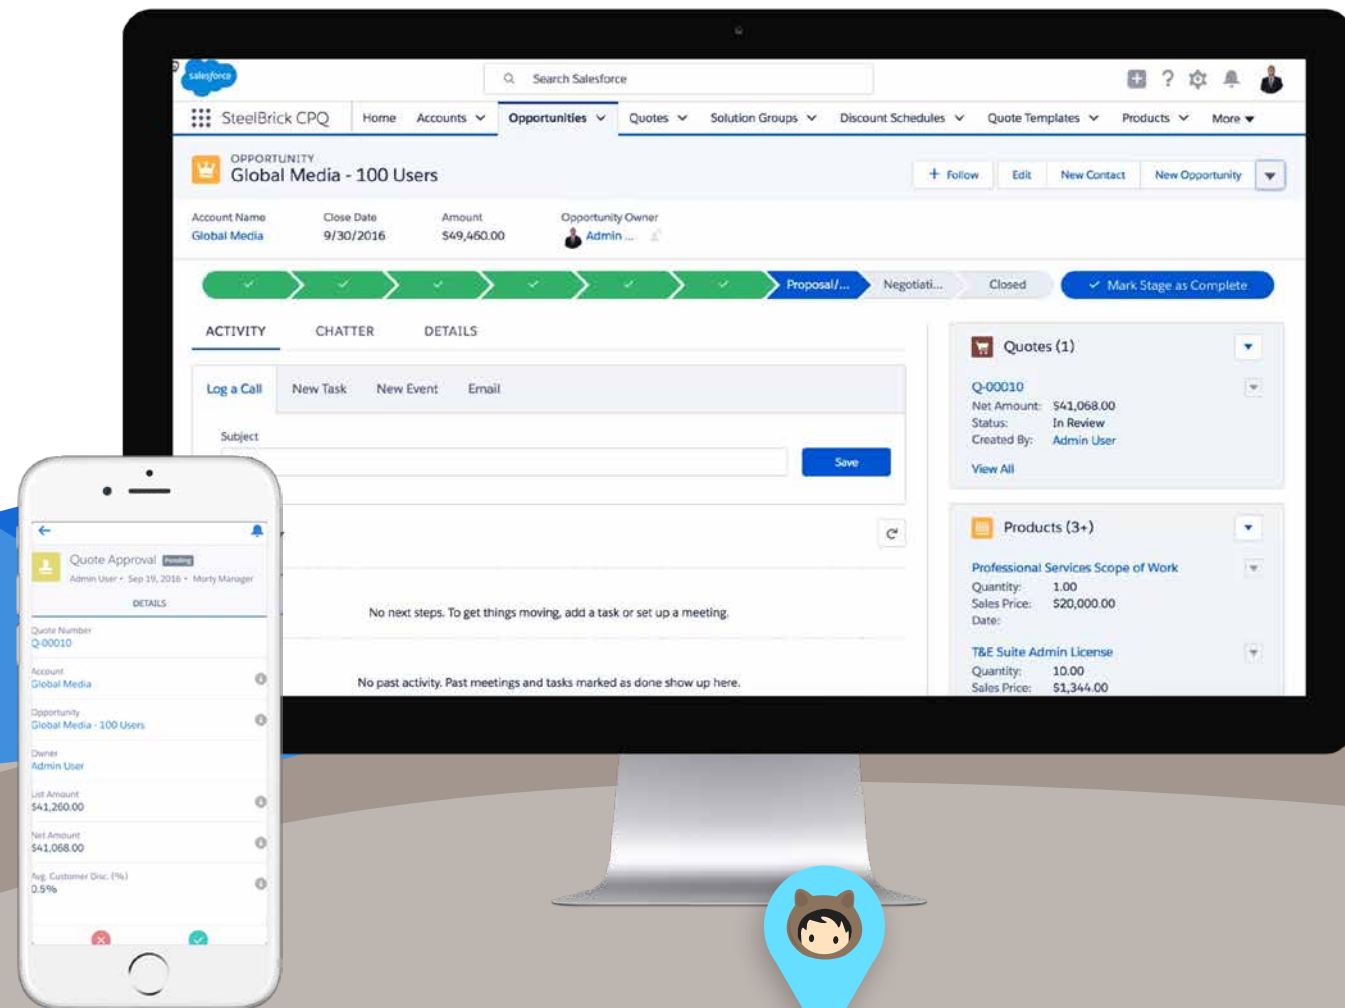 salesforce
Search Salesforce
SteelBrick CPQ
Home Accounts Opportunities Quotes Solution Groups Discount Schedules Quote Templates Products More
OPPORTUNITY
Global Media - 100 Users
+ Follow Edit New Contact New Opportunity
Account Name Close Date Amount Opportunity Owner
Global Media 9/30/2016 $49,460.00 Admin ...
Proposal/... Negotiati... Closed Mark Stage as Complete
ACTIVITY CHATTER DETAILS
Log a Call New Task New Event Email
Subject
Save
No next steps. To get things moving, add a task or set up a meeting.
No past activity. Past meetings and tasks marked as done show up here.
Quotes (1)
Q-00010
Net Amount: $41,068.00
Status: In Review
Created By: Admin User
View All
Products (3+)
Professional Services Scope of Work
Quantity: 1.00
Sales Price: $20,000.00
Date:
T&E Suite Admin License
Quantity: 10.00
Sales Price: $1,344.00
Quote Approval Pending
Admin User • Sep 19, 2016 • Morty Manager
DETAILS
Quote Number
Q-00010
Account
Global Media
Opportunity
Global Media - 100 Users
Owner
Admin User
List Amount
$41,260.00
Net Amount
$41,068.00
Avg. Customer Disc. (%)
0.5%